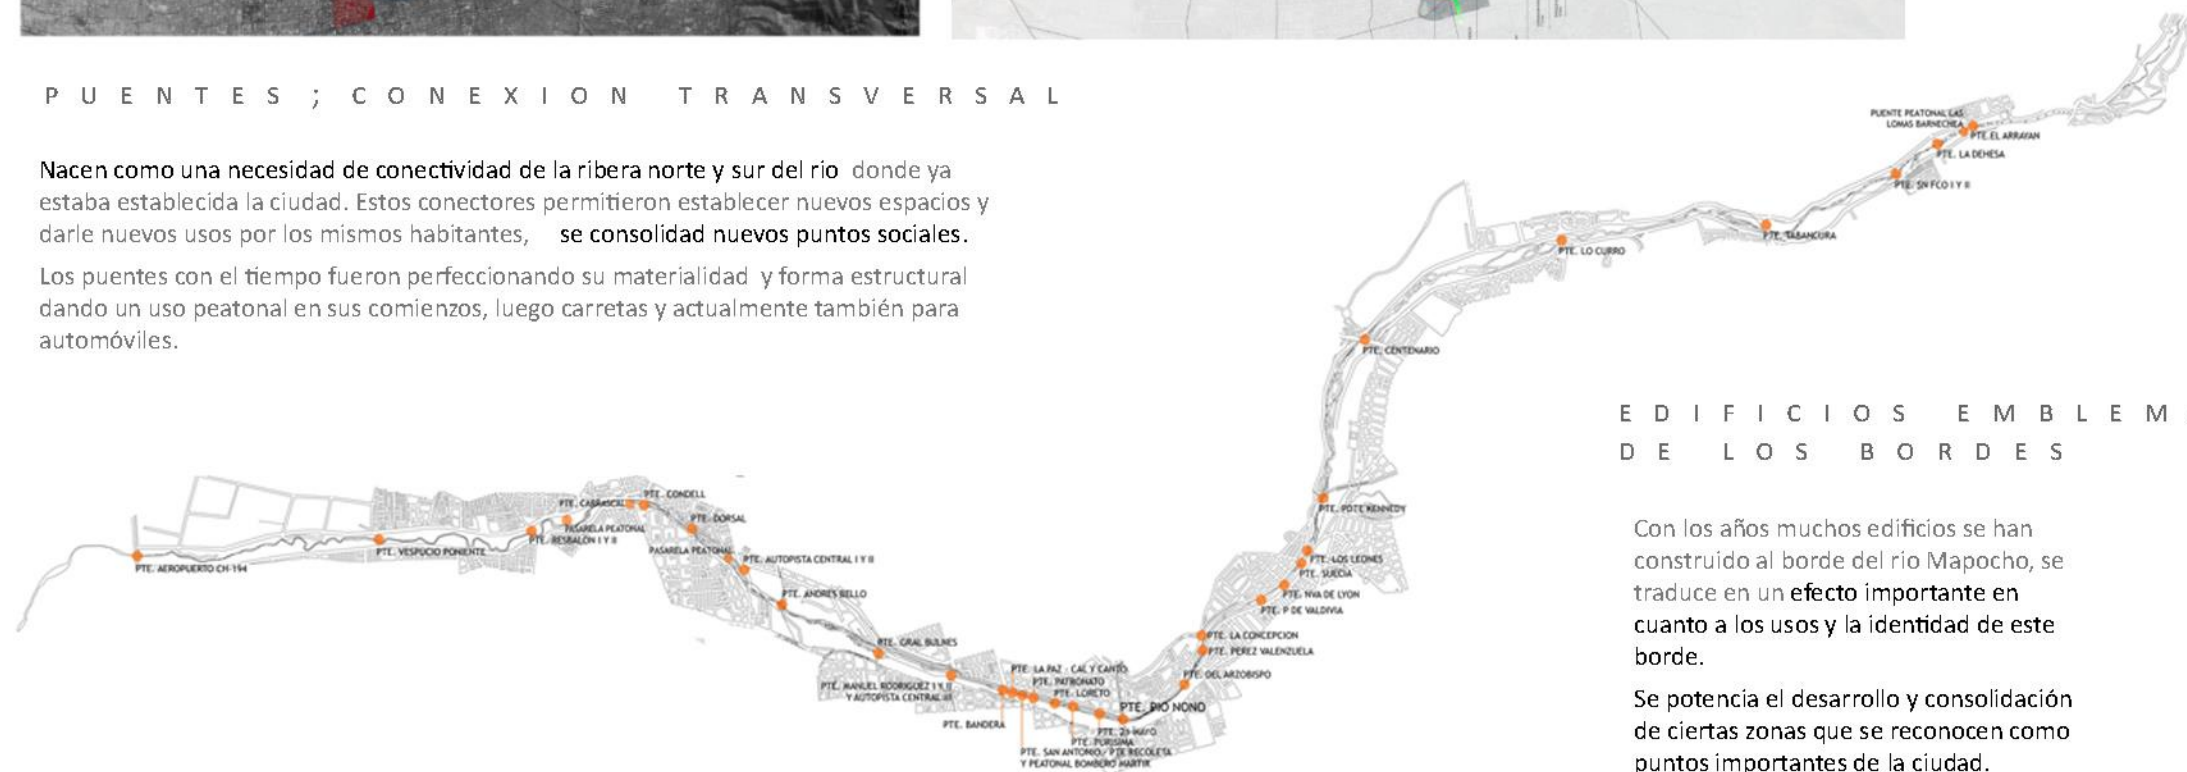 PUENTES ; CONEXION TRANSVERSAL
Nacen como una necesidad de conectividad de la ribera norte y sur del rio donde ya
estaba establecida la ciudad. Estos conectores permitieron establecer nuevos espacios y
darle nuevos usos por los mismos habitantes, se consolidad nuevos puntos sociales.
Los puentes con el tiempo fueron perfeccionando su materialidad y forma estructural
dando un uso peatonal en sus comienzos, luego carretas y actualmente también para
automóviles.
PUENTE PEATONAL LAS
LOMAS BARNECHEA
PTE. EL ARRAYAN
PTE. LA DEHESA
PTE. SN FCO I Y II
PTE. TABANCURA
PTE. LO CURRO
PTE. CENTENARIO
PTE. PDTE KENNEDY
PTE. LOS LEONES
PTE. SUECIA
PTE. NVA DE LYON
PTE. P DE VALDIVIA
PTE. LA CONCEPCION
PTE. PEREZ VALENZUELA
PTE. DEL ARZOBISPO
PTE. PIO NONO
PTE. LA PAZ - CAL Y CANTO
PTE. PATRONATO
PTE. LORETO
PTE. 21 MAYO
PTE. PURISIMA
PTE. SAN ANTONIO - PTE RECOLETA
Y PEATONAL BOMBERO MARTIR
PTE. BANDERA
PTE. MANUEL RODRIGUEZ I Y II
Y AUTOPISTA CENTRAL III
PTE. GRAL BULNES
PTE. ANDRES BELLO
PTE. AUTOPISTA CENTRAL I Y II
PASARELA PEATONAL
PTE. DORSAL
PTE. CONDELL
PTE. CARRASCAL
PASARELA PEATONAL
PTE. RESBALON I Y II
PTE. VESPUCIO PONIENTE
PTE. AEROPUERTO CH-194
EDIFICIOS EMBLEM
DE LOS BORDES
Con los años muchos edificios se han
construido al borde del rio Mapocho, se
traduce en un efecto importante en
cuanto a los usos y la identidad de este
borde.
Se potencia el desarrollo y consolidación
de ciertas zonas que se reconocen como
puntos importantes de la ciudad.